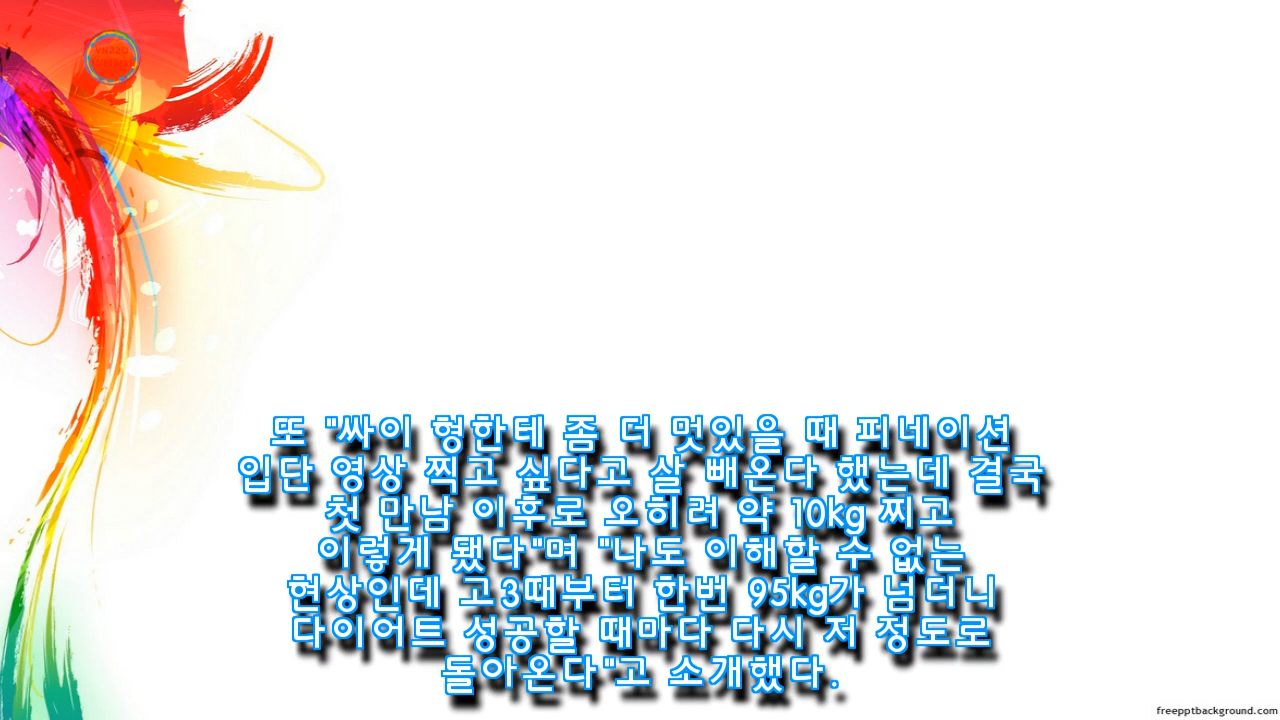 또 "싸이 형한테 좀 더 멋있을 때 피네이션
입단 영상 찍고 싶다고 살 빼온다 했는데 결국
첫 만남 이후로 오히려 약 10kg 찌고
이렇게 됐다"며 "나도 이해할 수 없는
현상인데 고3때부터 한번 95kg가 넘더니
다이어트 성공할 때마다 다시 저 정도로
돌아온다"고 소개했다.
freepptbackground.com